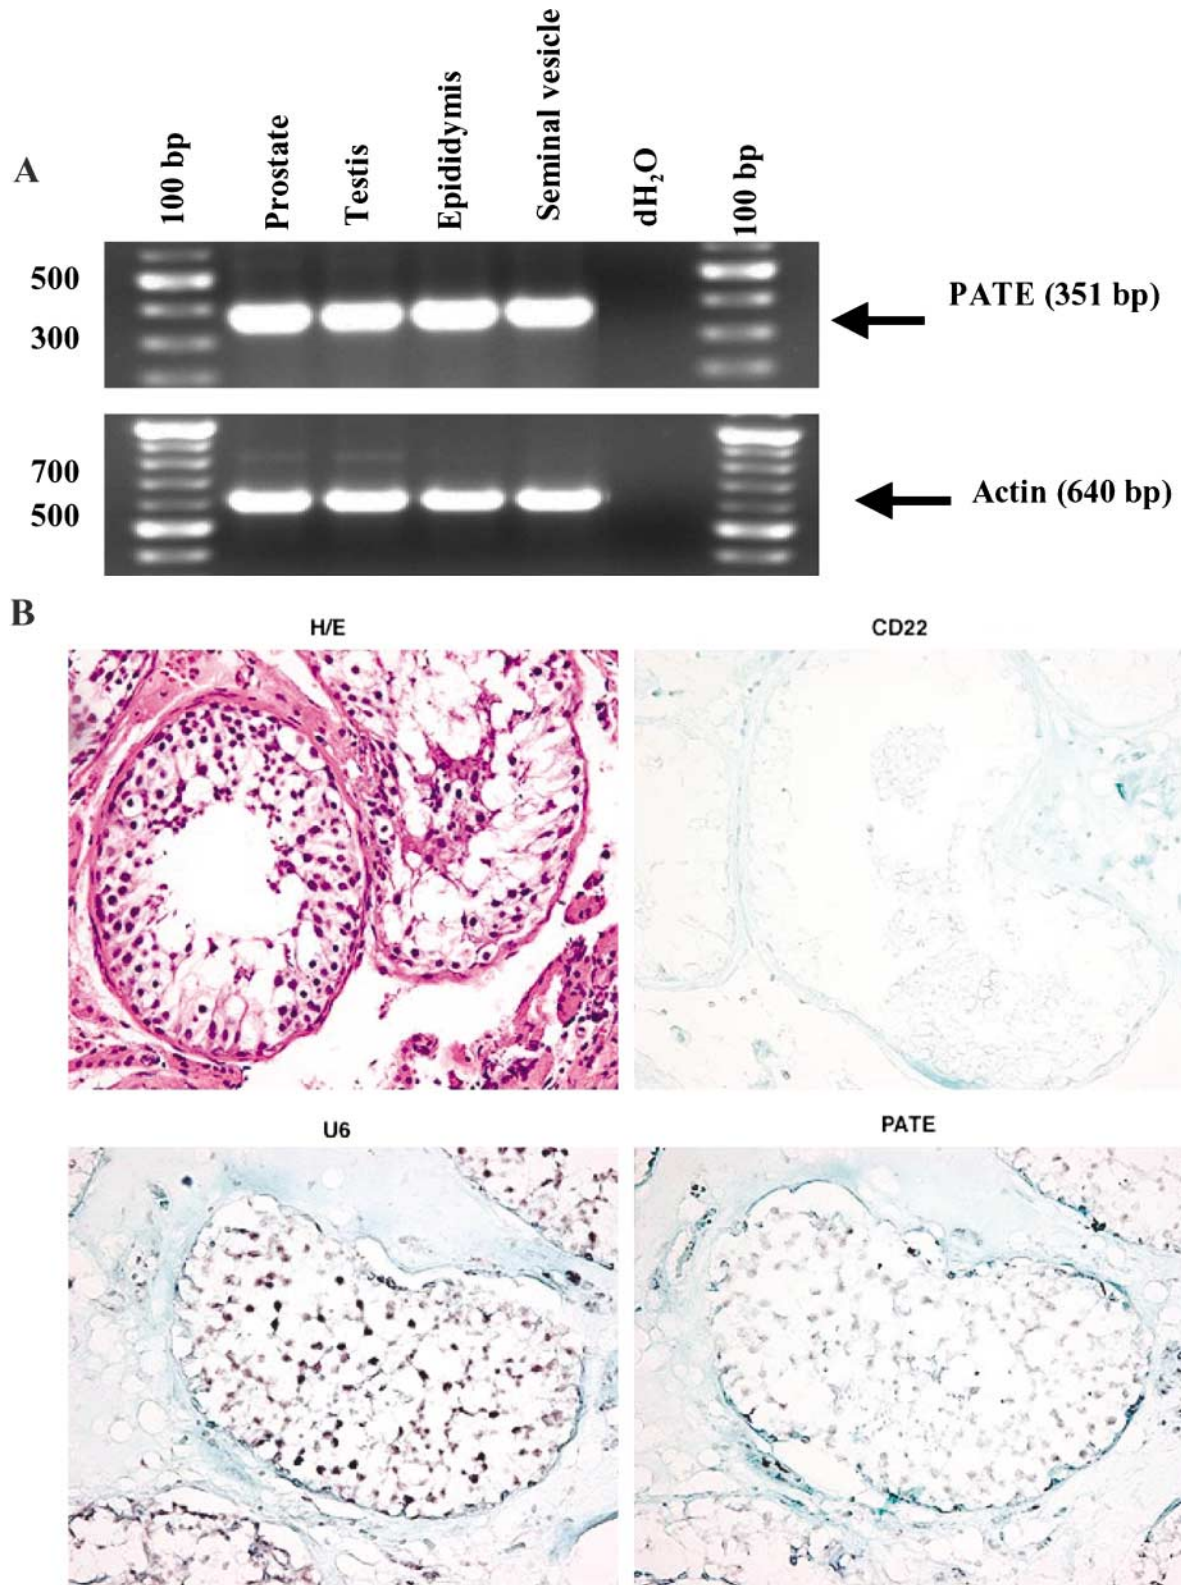 A
100 bp
Prostate
Testis
Epididymis
Seminal vesicle
dH₂O
100 bp
500
300
PATE (351 bp)
700
500
Actin (640 bp)
B
H/E
CD22
U6
PATE